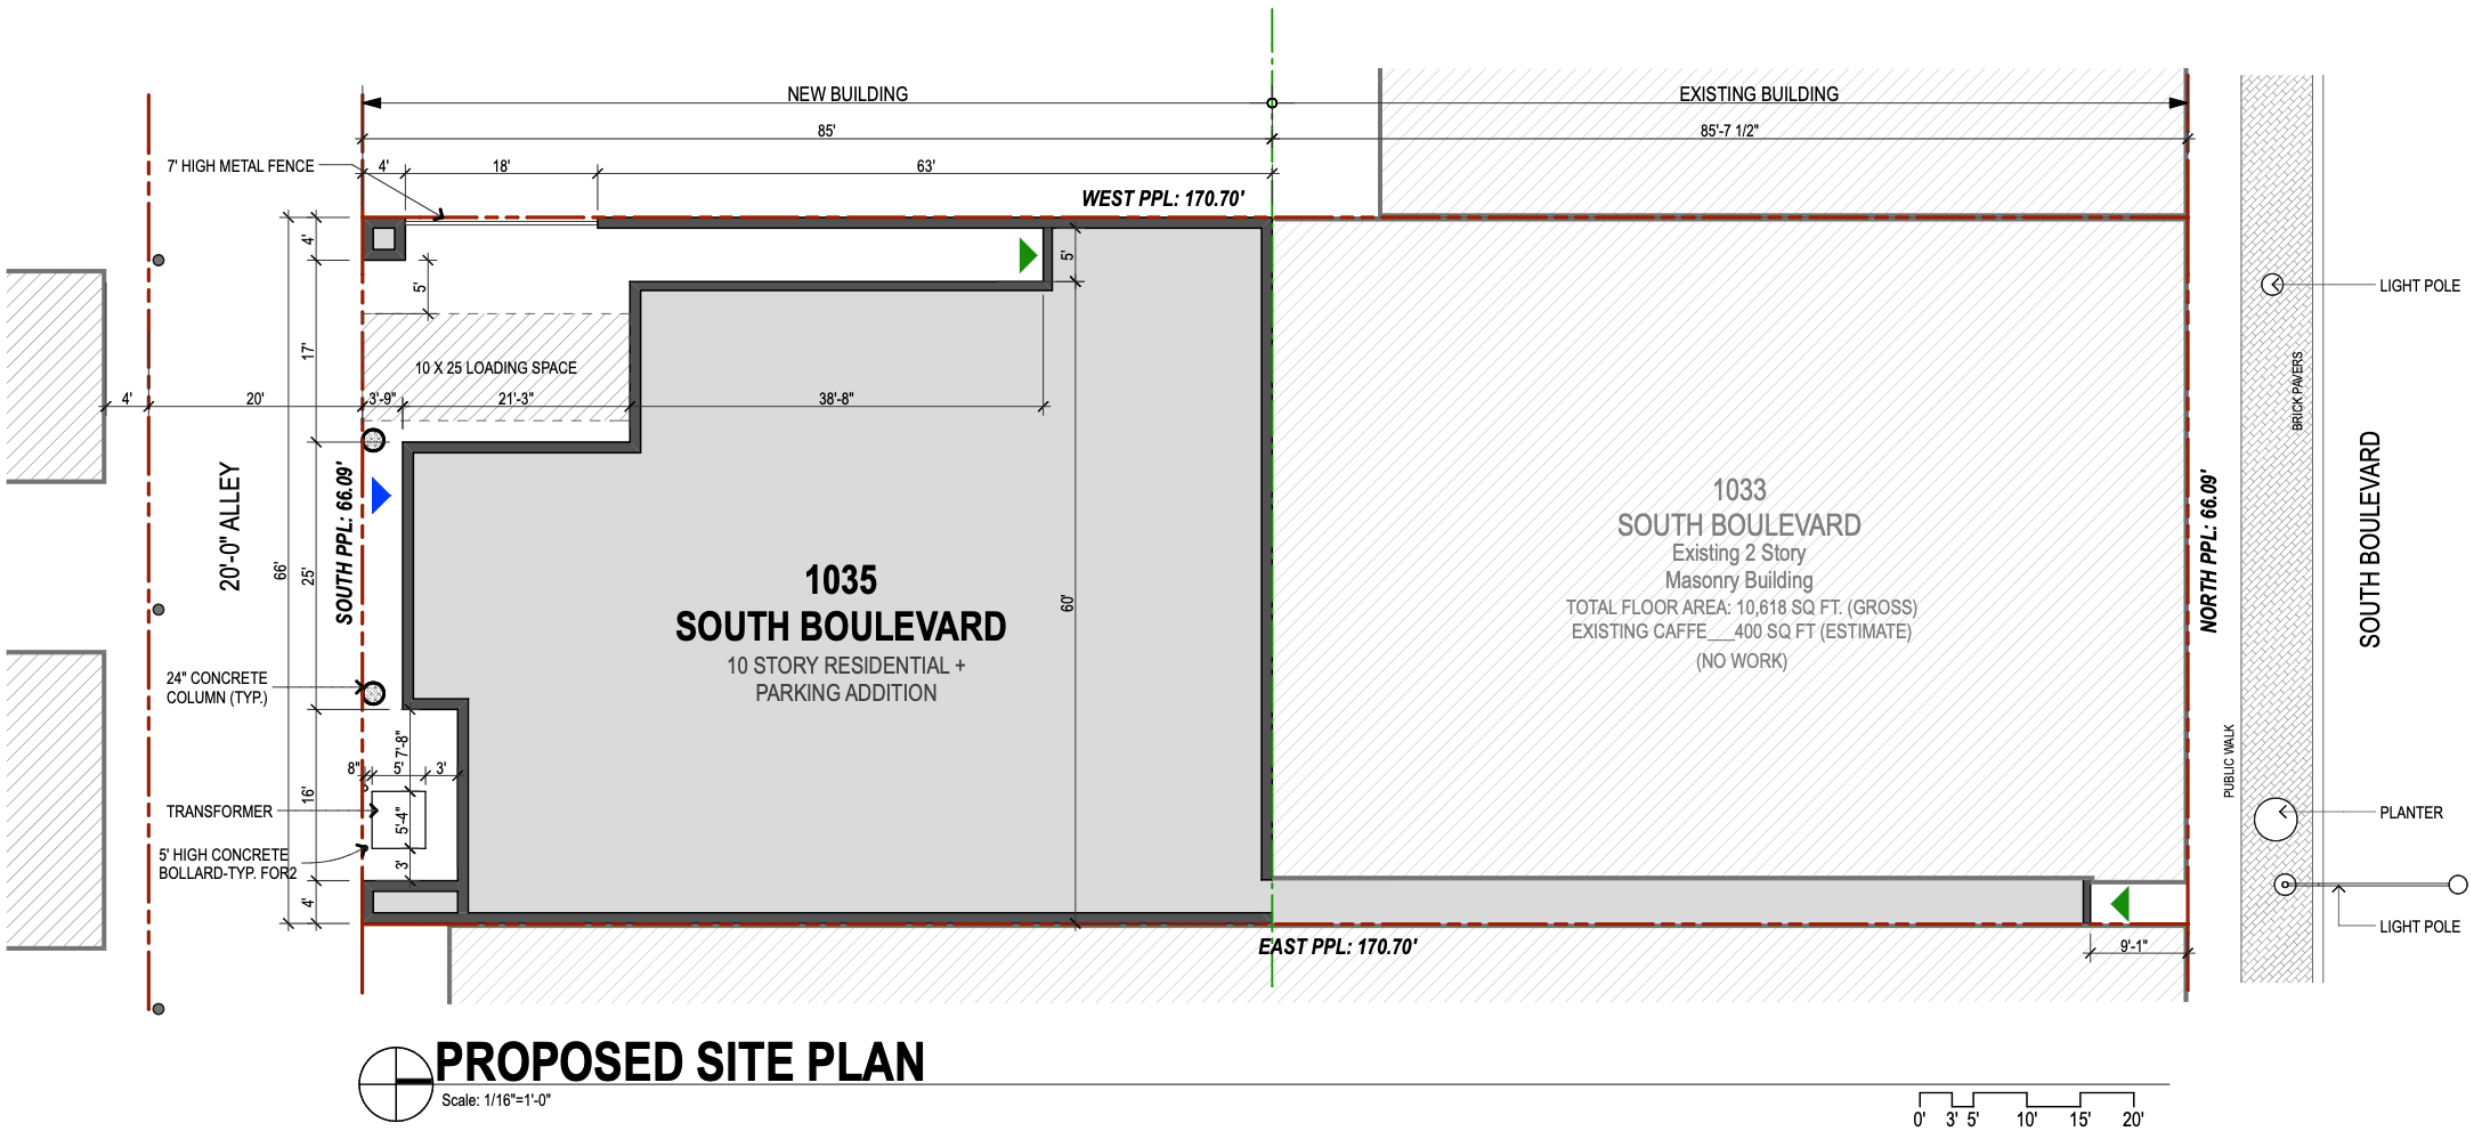 NEW BUILDING
EXISTING BUILDING
85'
85'-7 1/2"
7' HIGH METAL FENCE
4'
18'
63'
WEST PPL: 170.70'
4'
5'
5'
LIGHT POLE
17'
10 X 25 LOADING SPACE
BRICK PAVERS
4'
20'
3'-9"
21'-3"
38'-8"
20'-0" ALLEY
SOUTH PPL: 66.09'
66'
25'
60'
1035
SOUTH BOULEVARD
10 STORY RESIDENTIAL +
PARKING ADDITION
1033
SOUTH BOULEVARD
Existing 2 Story
Masonry Building
TOTAL FLOOR AREA: 10,618 SQ FT. (GROSS)
EXISTING CAFFE___400 SQ FT (ESTIMATE)
(NO WORK)
NORTH PPL: 66.09'
SOUTH BOULEVARD
24" CONCRETE
COLUMN (TYP.)
7'-8"
8"
5'
3'
PUBLIC WALK
16'
TRANSFORMER
5'-4"
PLANTER
5' HIGH CONCRETE
BOLLARD-TYP. FOR2
3'
4'
LIGHT POLE
EAST PPL: 170.70'
9'-1"
PROPOSED SITE PLAN
Scale: 1/16"=1'-0"
0' 3' 5' 10' 15' 20'